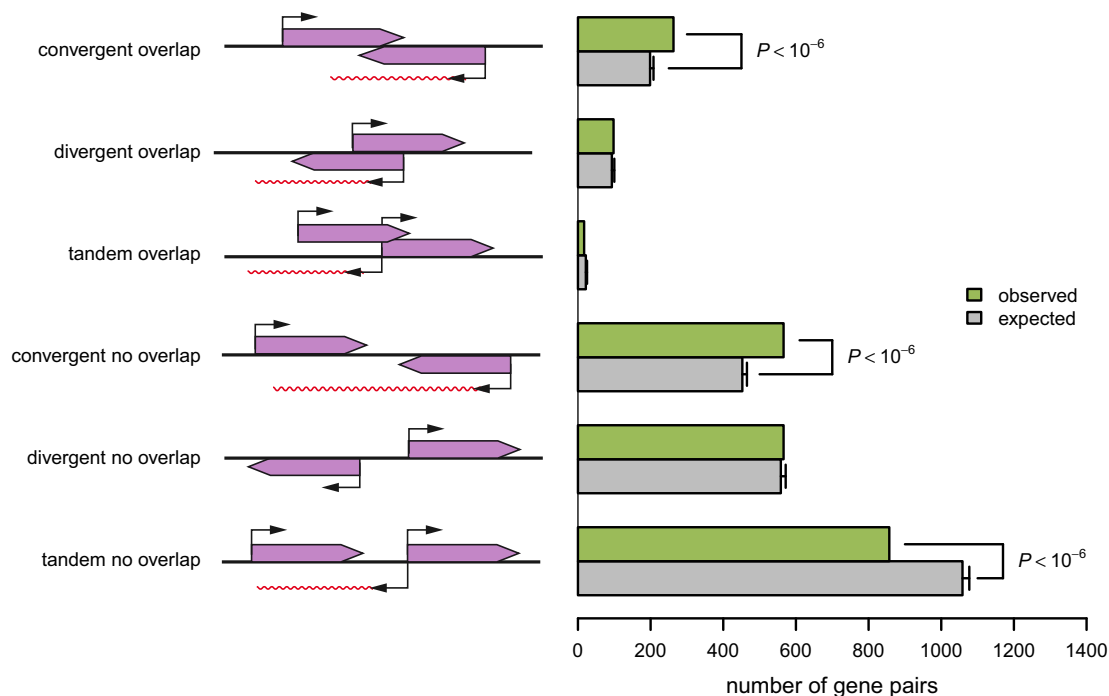 convergent overlap
P < 10⁻⁶
divergent overlap
tandem overlap
observed
expected
convergent no overlap
P < 10⁻⁶
divergent no overlap
tandem no overlap
P < 10⁻⁶
0 200 400 600 800 1000 1200 1400
number of gene pairs